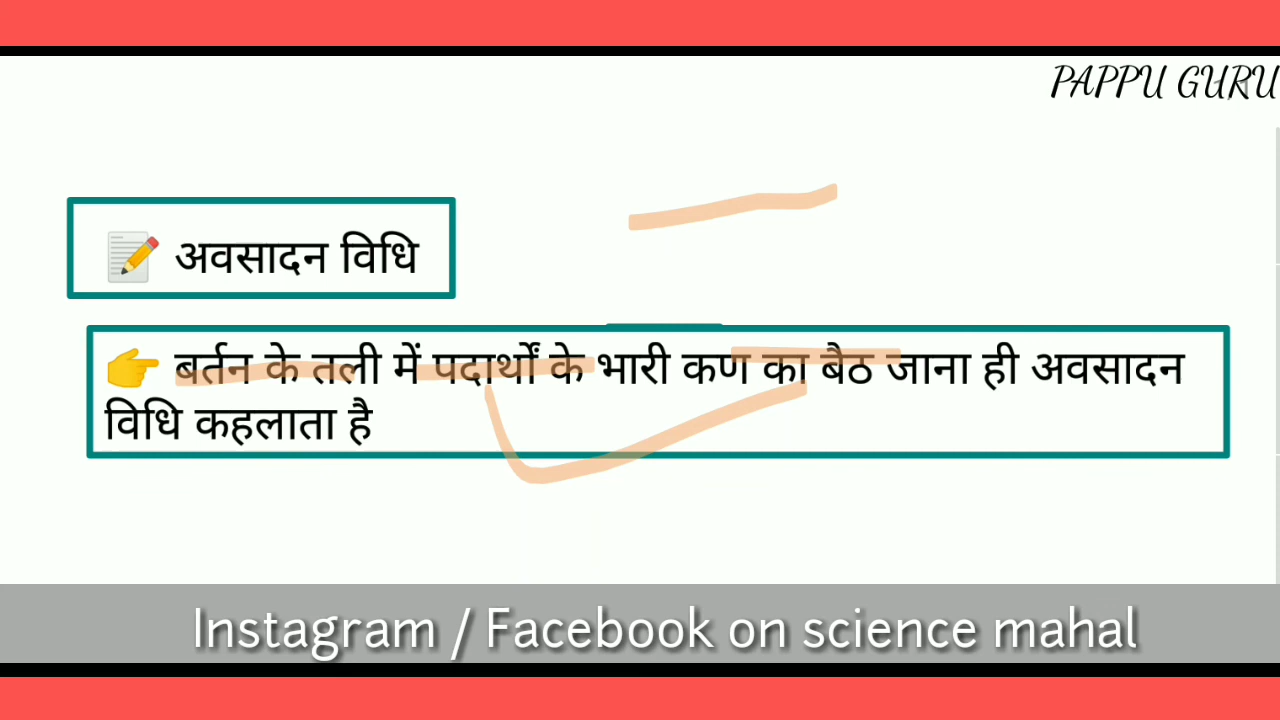 PAPPU GURU
📝 अवसादन विधि
👉 बर्तन के तली में पदार्थों के भारी कण का बैठ जाना ही अवसादन
विधि कहलाता है
Instagram / Facebook on science mahal